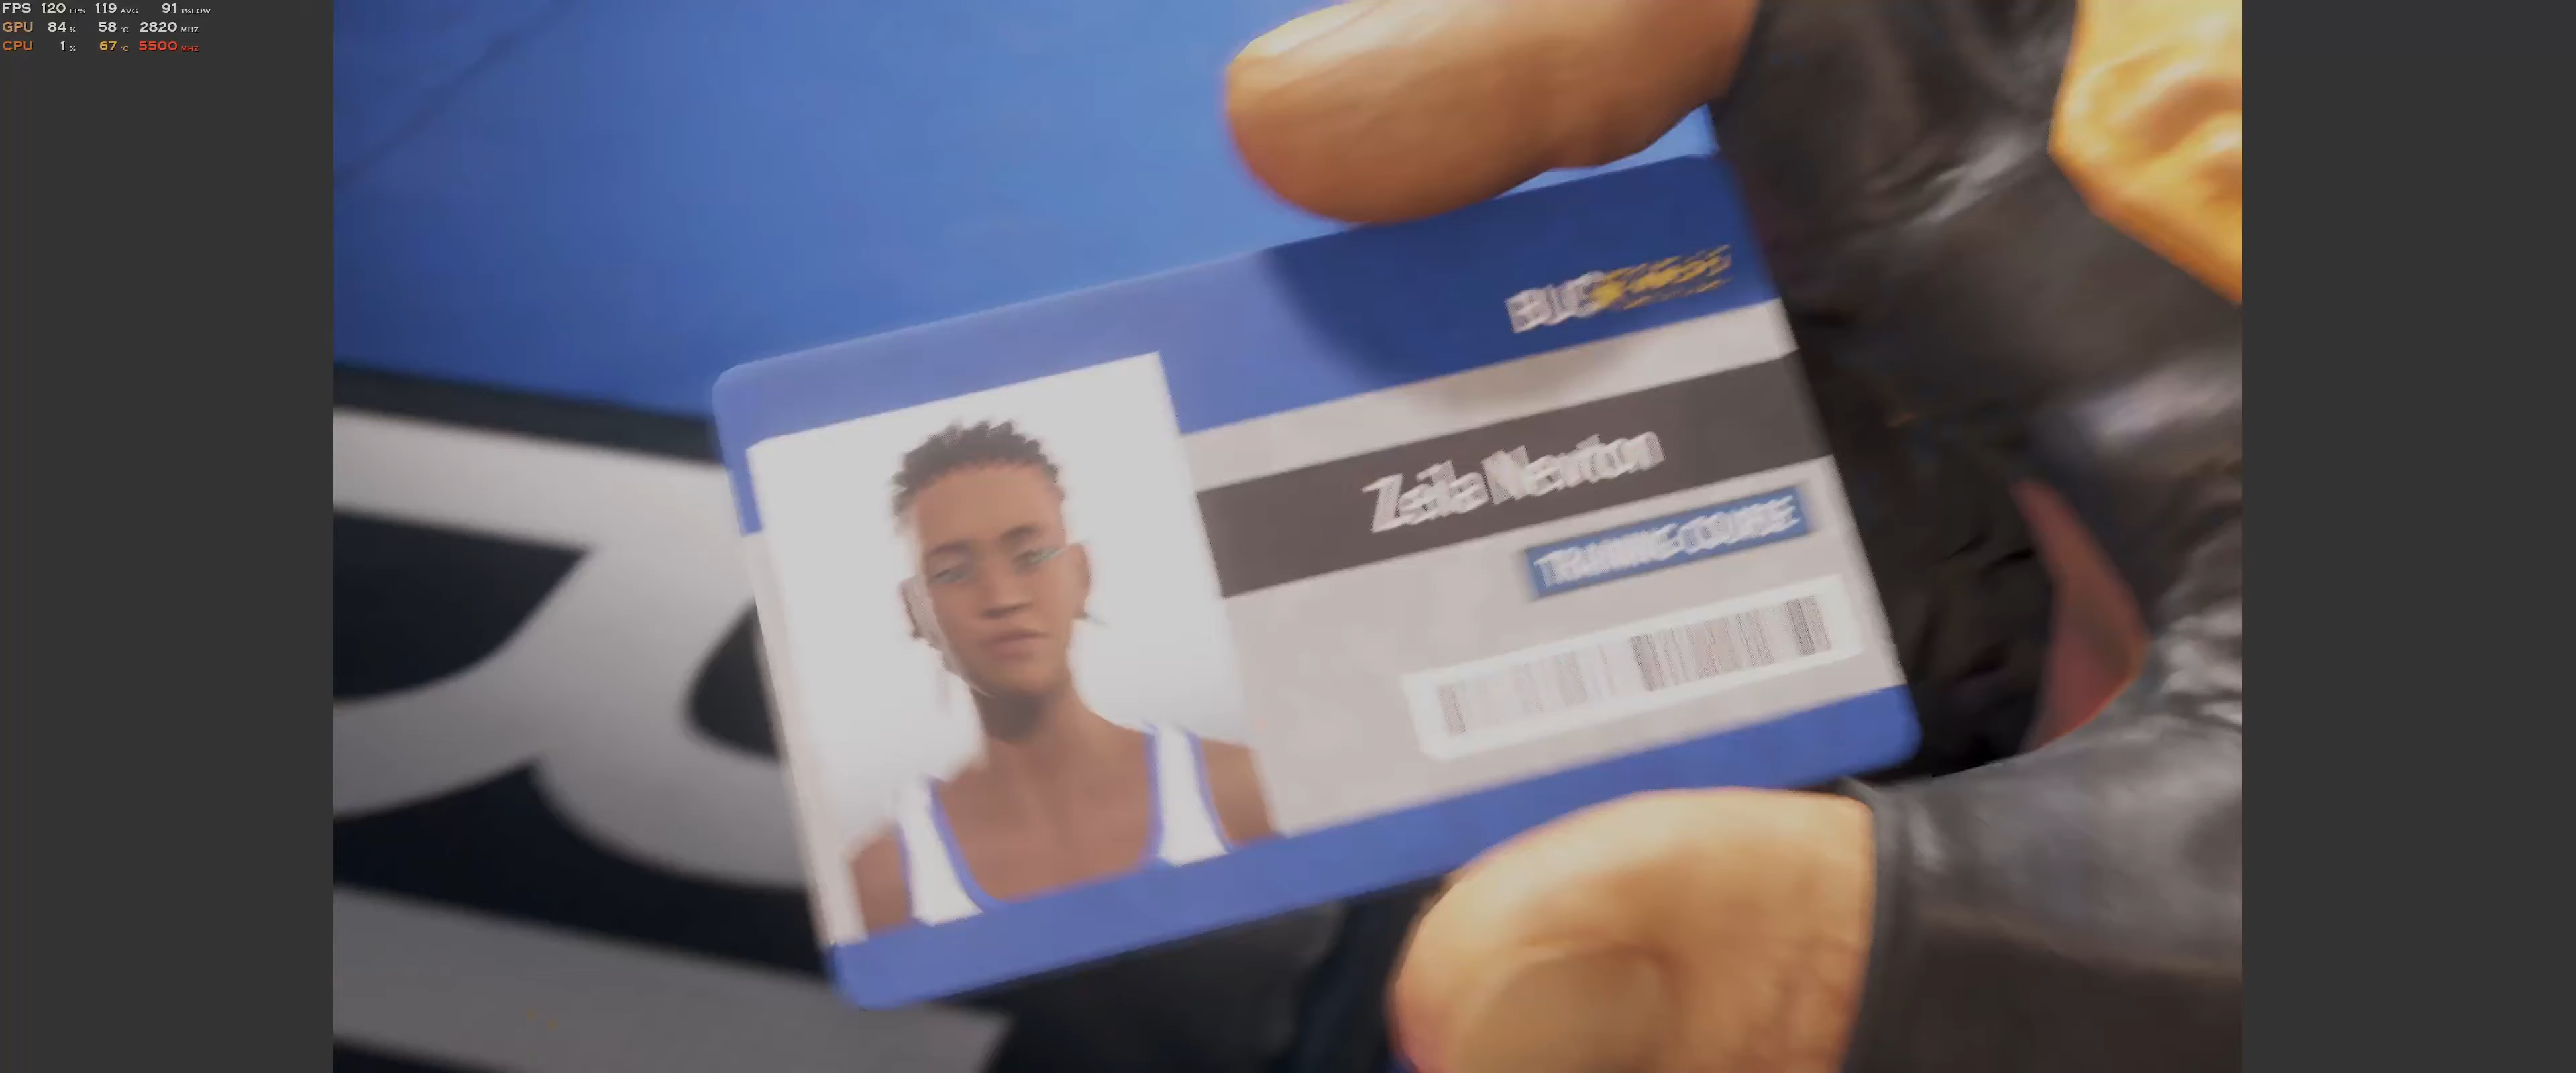 FPS 120 FPS 119 AVG 91 1%LOW
GPU 84 % 58 °C 2820 MHZ
CPU 1 % 67 °C 5500 MHZ
Newton
TRAINING COURSE